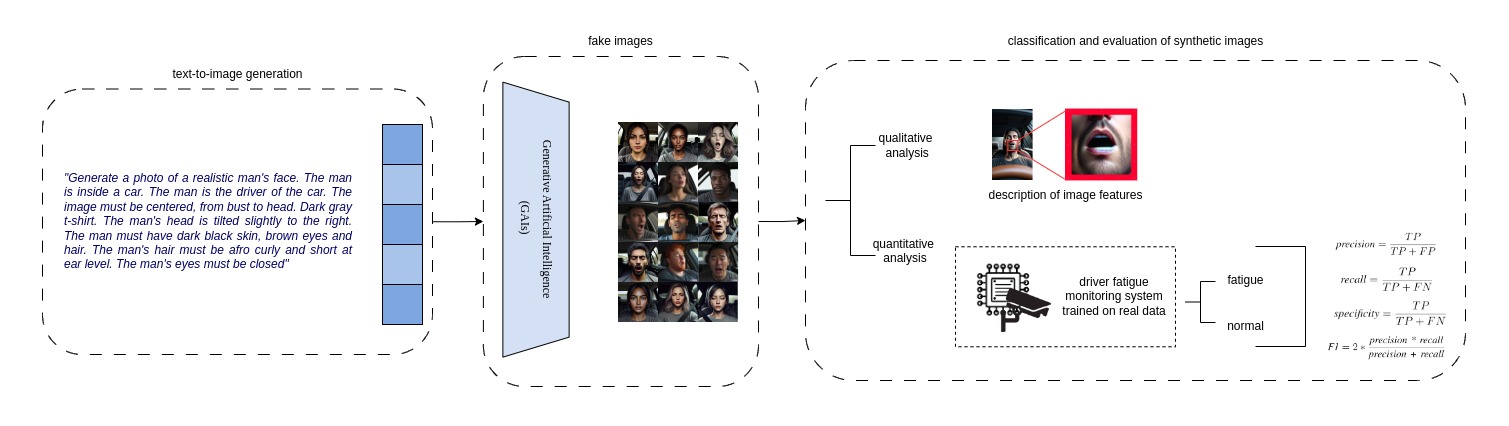 text-to-image generation
"Generate a photo of a realistic man's face. The man
is inside a car. The man is the driver of the car. The
image must be centered, from bust to head. Dark gray
t-shirt. The man's head is tilted slightly to the right.
The man must have dark black skin, brown eyes and
hair. The man's hair must be afro curly and short at
ear level. The man's eyes must be closed"
fake images
Generative Artificial Intelligence
(GAIs)
classification and evaluation of synthetic images
qualitative
analysis
description of image features
quantitative
analysis
driver fatigue
monitoring system
trained on real data
fatigue
normal
precision = TP / TP + FP
recall = TP / TP + FN
specificity = TP / TP + FN
F1 = 2 * precision * recall / precision + recall